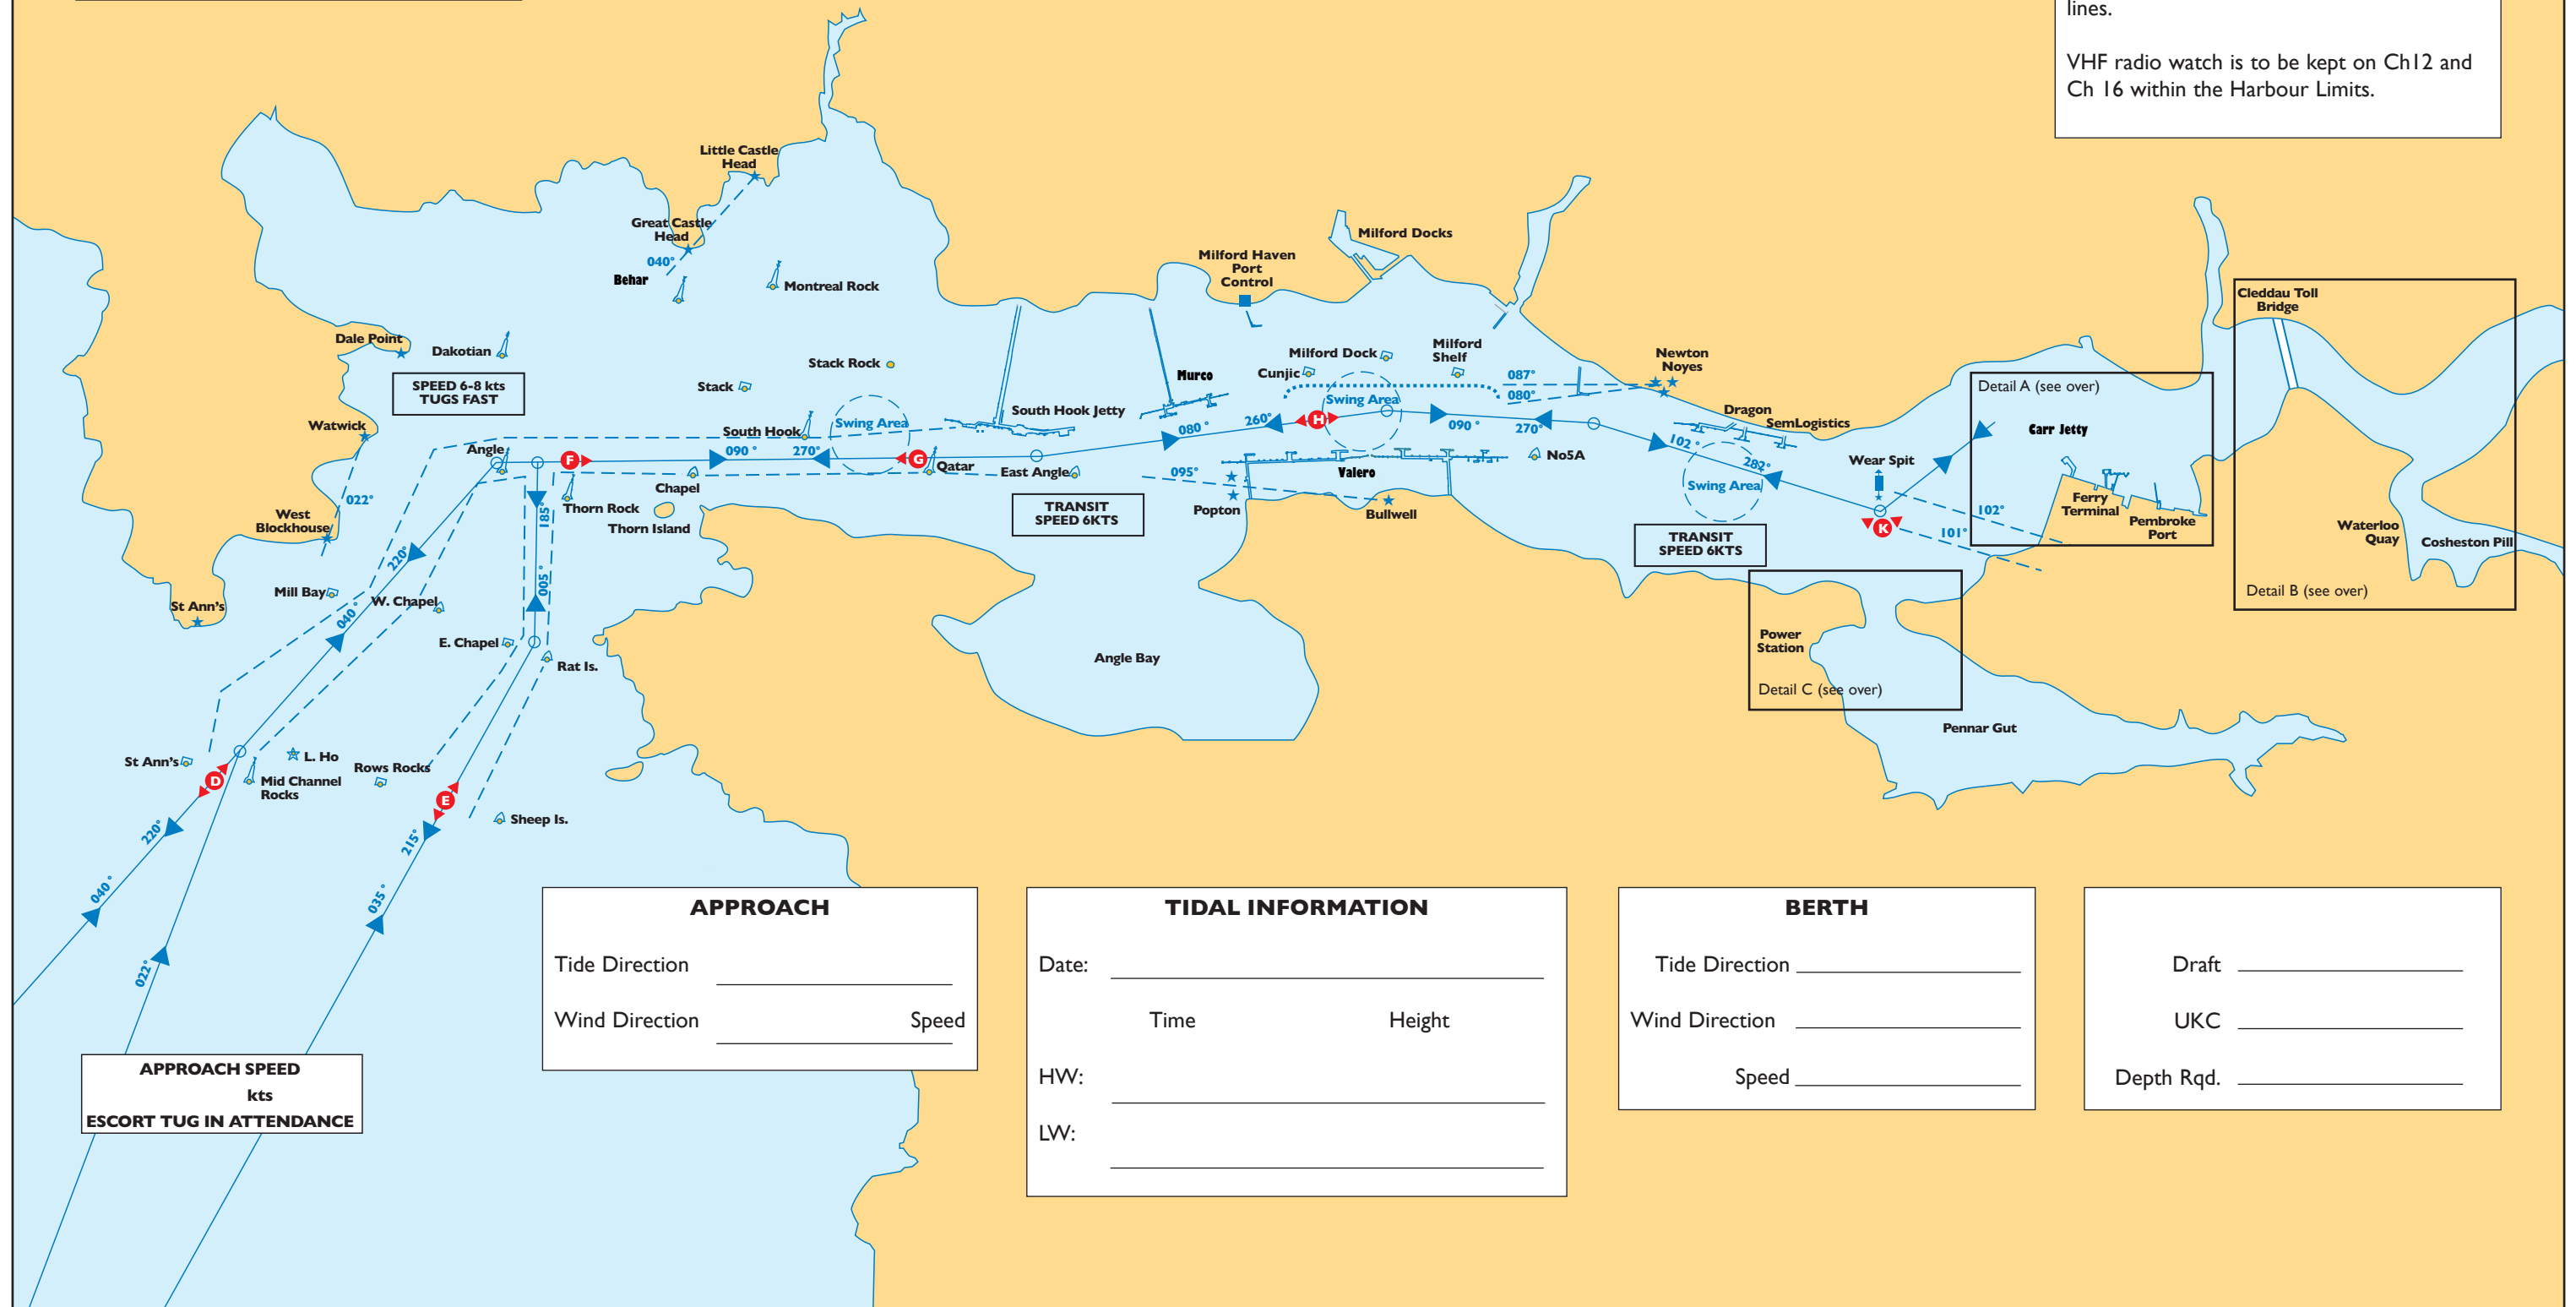 lines.
VHF radio watch is to be kept on Ch12 and
Ch 16 within the Harbour Limits.
Little Castle
Head
Great Castle
Head
040°
Behar
Montreal Rock
Milford Docks
Milford Haven
Port
Control
Cleddau Toll
Bridge
Dale Point
Dakotian
SPEED 6-8 kts
TUGS FAST
Stack Rock
Stack
Murco
Milford Dock
Cunjic
Milford
Shelf
Newton
Noyes
087°
080°
Swing Area
Detail A (see over)
Watwick
South Hook
Swing Area
South Hook Jetty
080°
260°
H
090°
270°
Dragon
SemLogistics
Carr Jetty
102°
282°
Angle
F
090°
270°
G
Qatar
East Angle
095°
Valero
No5A
Wear Spit
Swing Area
Chapel
022°
185°
Thorn Rock
Thorn Island
TRANSIT
SPEED 6KTS
Popton
Bullwell
West
Blockhouse
K
102°
101°
Ferry
Terminal
Pembroke
Port
Waterloo
Quay
Cosheston Pill
TRANSIT
SPEED 6KTS
220°
005°
Mill Bay
W. Chapel
St Ann's
040°
E. Chapel
Rat Is.
Angle Bay
Detail B (see over)
Power
Station
Detail C (see over)
Pennar Gut
St Ann's
D
L. Ho
Mid Channel
Rocks
Rows Rocks
E
Sheep Is.
220°
215°
040°
035°
022°
APPROACH SPEED
kts
ESCORT TUG IN ATTENDANCE
APPROACH
Tide Direction
Wind Direction Speed
TIDAL INFORMATION
Date:
Time Height
HW:
LW:
BERTH
Tide Direction
Wind Direction
Speed
Draft
UKC
Depth Rqd.